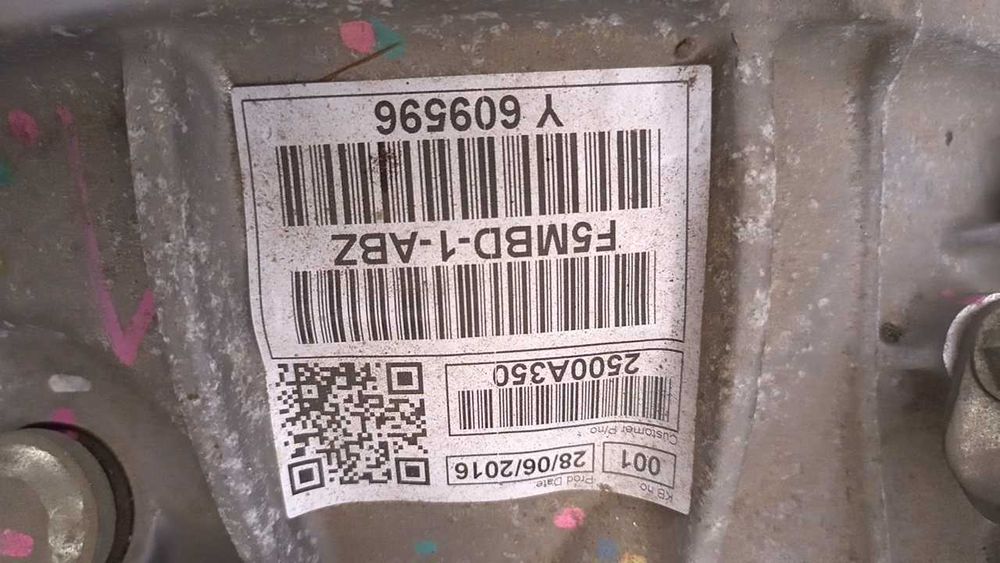 KB no. Prod Date
001 28/06/2016
Customer P/no
2500A350
F5MBD-1-ABZ
Y 609596